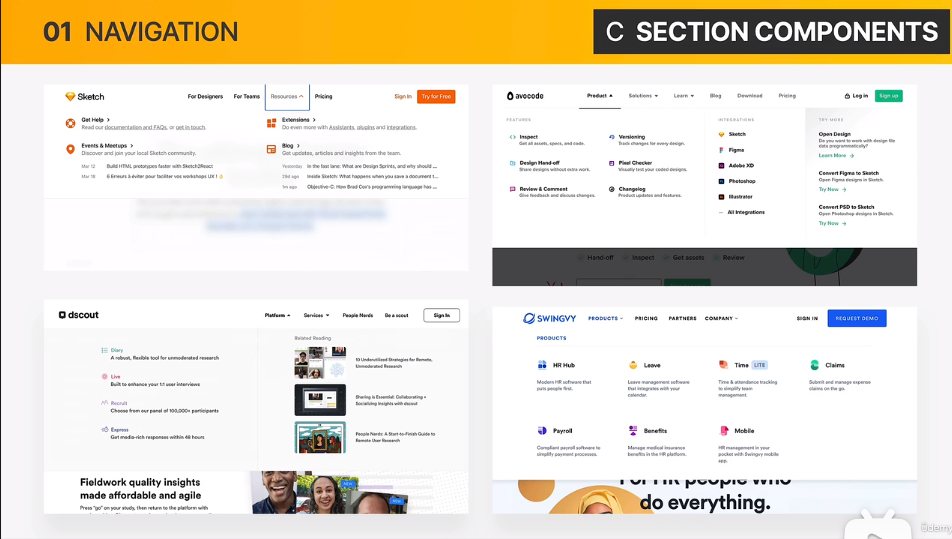 01 NAVIGATION
C SECTION COMPONENTS
Sketch
For Designers
For Teams
Resources
Pricing
Sign In
Try for Free
Get Help
Read our documentation and FAQs, or get in touch.
Events & Meetups
Discover and join your local Sketch community.
Mar 12 Build HTML prototypes faster with Sketch2React
Mar 18 6 Erreurs à éviter pour faciliter vos workshops UX !
Extensions
Do even more with Assistants, plugins and integrations.
Blog
Get updates, articles and insights from the team.
Yesterday In the fast lane: What are Design Sprints, and why should ...
Inside Sketch: What happens when you save a document t...
Objective-C: How Brad Cox's programming language has ...
avocode
Product
Solutions
Learn
Blog
Download
Pricing
Log in
Sign up
FEATURES
Inspect
Get all assets, specs, and code.
Design Hand-off
Share designs without extra work.
Review & Comment
Give feedback and discuss changes.
Versioning
Track changes for every design.
Pixel Checker
Visually test your coded designs.
Changelog
Product updates and features.
INTEGRATIONS
Sketch
Figma
Adobe XD
Photoshop
Illustrator
All Integrations
TRY MORE
Open Design
Do you want to work with design
file data programmatically?
Learn More
Convert Figma to Sketch
Open Figma designs in Sketch.
Try Now
Convert PSD to Sketch
Open Photoshop designs in Sketch.
Try Now
Hand-off
Inspect
Get assets
Review
dscout
Platform
Services
People Nerds
Be a scout
Sign In
Diary
A robust, flexible tool for unmoderated research
Live
Built to enhance your 1:1 user interviews
Recruit
Choose from our panel of 100,000+ participants
Express
Get media-rich responses within 48 hours
Related Reading
10 Underutilized Strategies for Remote,
Unmoderated Research
Sharing is Essential: Collaborating +
Socializing Insights with dscout
People Nerds: A Start-to-Finish Guide to
Remote User Research
Fieldwork quality insights
made affordable and agile
Press "go" on your study, then return to the platform with
NEW
NEW
SWINGVY
PRODUCTS
PRICING
PARTNERS
COMPANY
SIGN IN
REQUEST DEMO
PRODUCTS
HR Hub
Modern HR software that
puts people first.
Leave
Leave management software
that integrates with your
calendar.
Time LITE
Time & attendance tracking
to simplify team
management.
Claims
Submit and manage expense
claims on the go.
Payroll
Compliant payroll software to
simplify payment processes.
Benefits
Manage medical insurance
benefits in the HR platform.
Mobile
HR management in your
pocket with Swingvy mobile
app.
For HR people who
do everything.
ûdemy